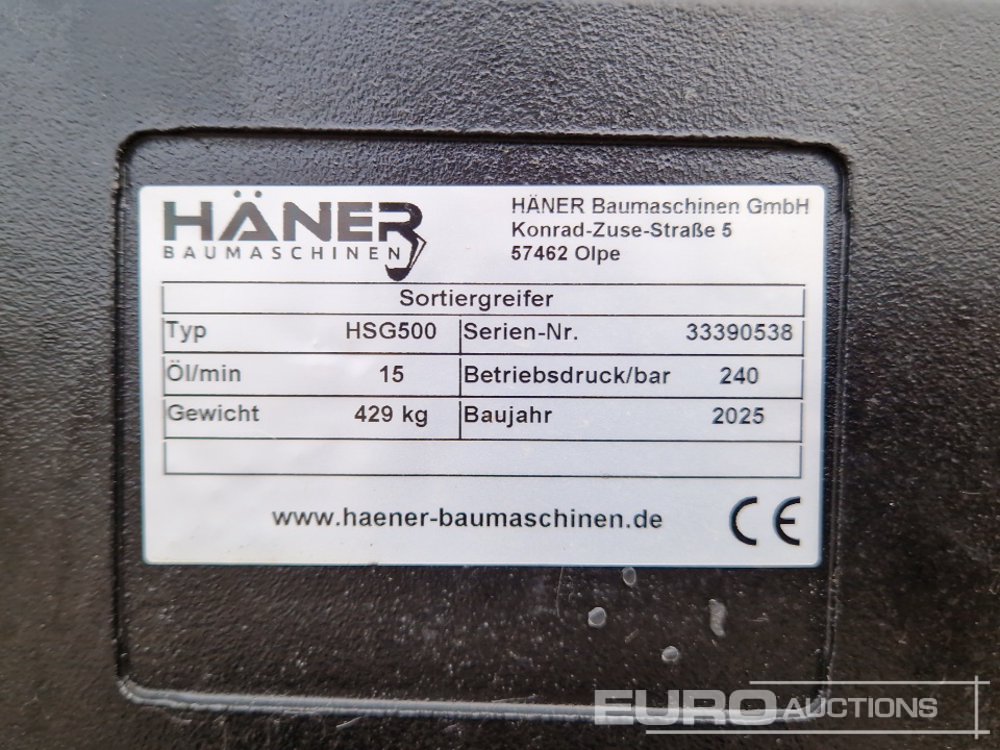 HÄNER
BAUMASCHINEN
HÄNER Baumaschinen GmbH
Konrad-Zuse-Straße 5
57462 Olpe
Sortiergreifer
Typ HSG500 Serien-Nr. 33390538
Öl/min 15 Betriebsdruck/bar 240
Gewicht 429 kg Baujahr 2025
www.haener-baumaschinen.de CE
EURO AUCTIONS